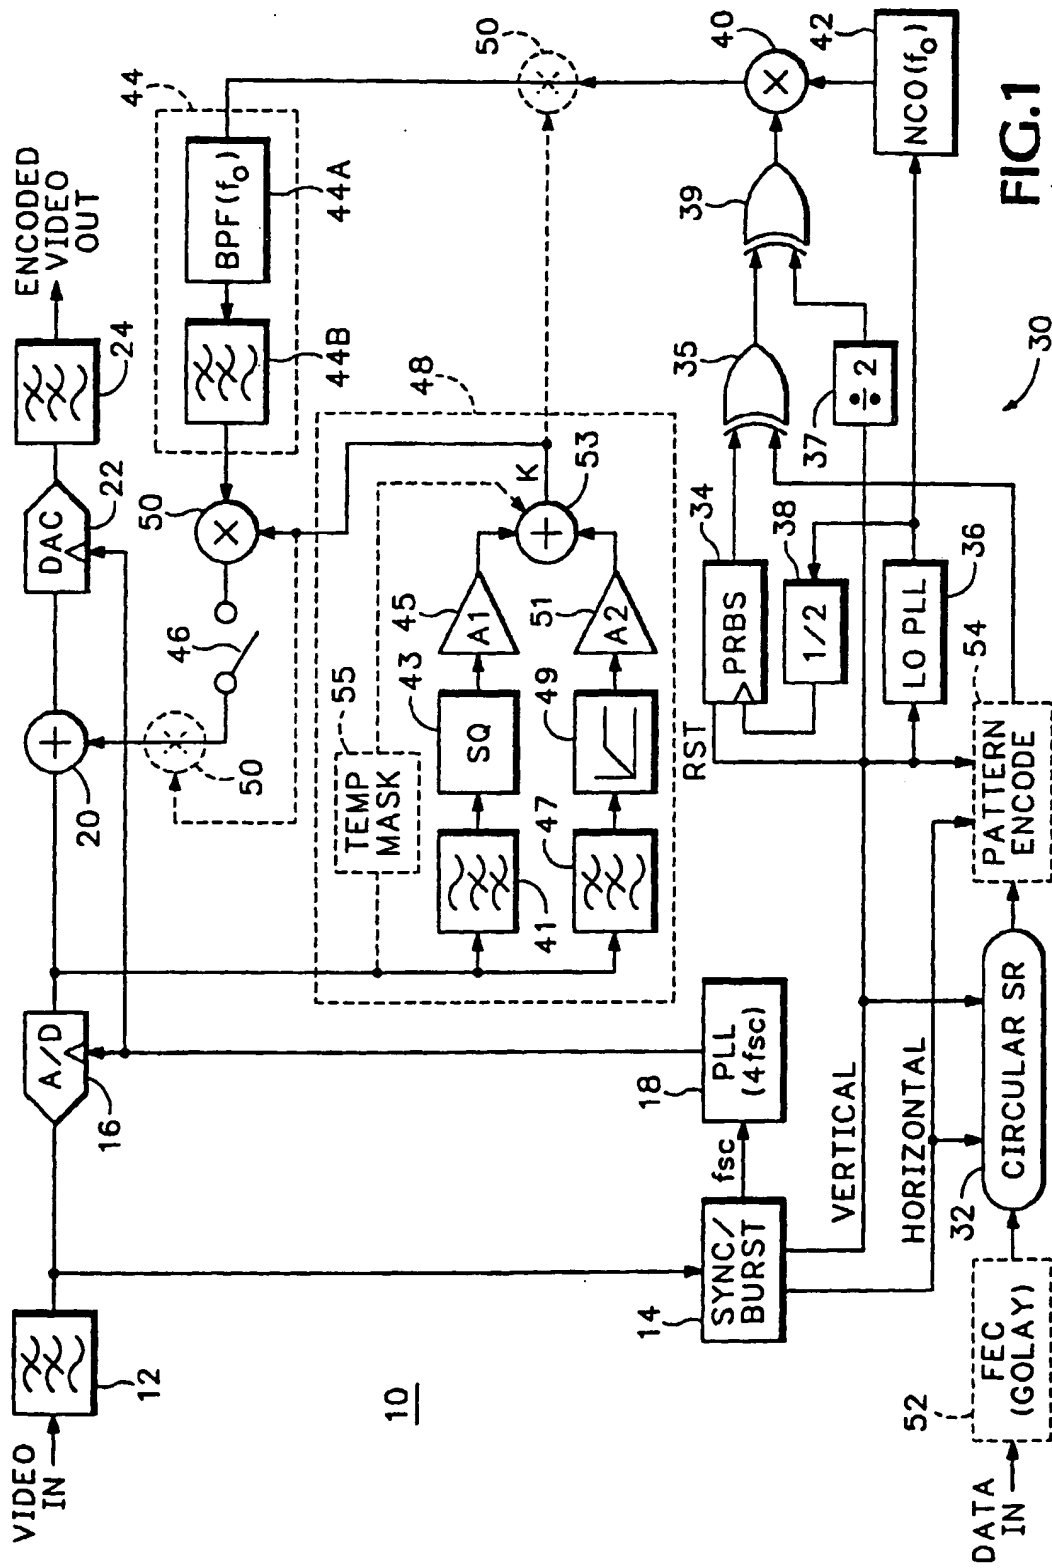 VIDEO
IN
12
A/D
16
20
+
DAC
22
24
ENCODED
VIDEO
OUT
10
50
46
×
50
44
44B
BPF(fo)
44A
×
50
×
48
TEMP
MASK
55
43
SQ
A1
45
41
47
49
A2
51
+
53
K
14
SYNC/
BURST
fsc
18
PLL
(4fsc)
VERTICAL
HORIZONTAL
RST
PRBS
34
1/2
38
LO PLL
36
35
37
÷2
39
×
40
NCO(fo)
42
DATA
IN
52
FEC
(GOLAY)
32
CIRCULAR SR
PATTERN
ENCODE
54
30
FIG.1